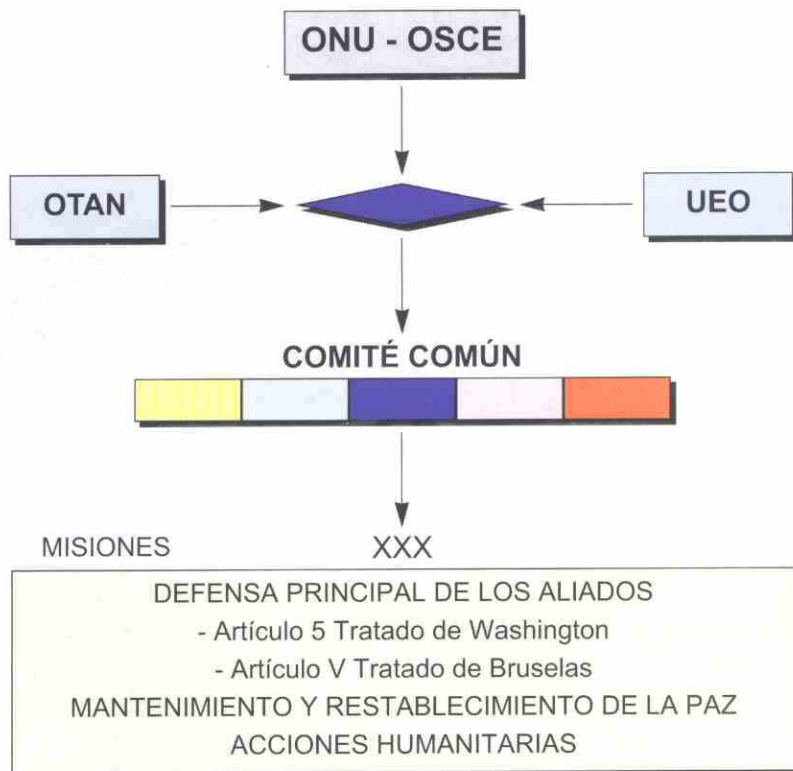 ONU - OSCE
OTAN
UEO
COMITÉ COMÚN
MISIONES XXX
DEFENSA PRINCIPAL DE LOS ALIADOS
- Artículo 5 Tratado de Washington
- Artículo V Tratado de Bruselas
MANTENIMIENTO Y RESTABLECIMIENTO DE LA PAZ
ACCIONES HUMANITARIAS